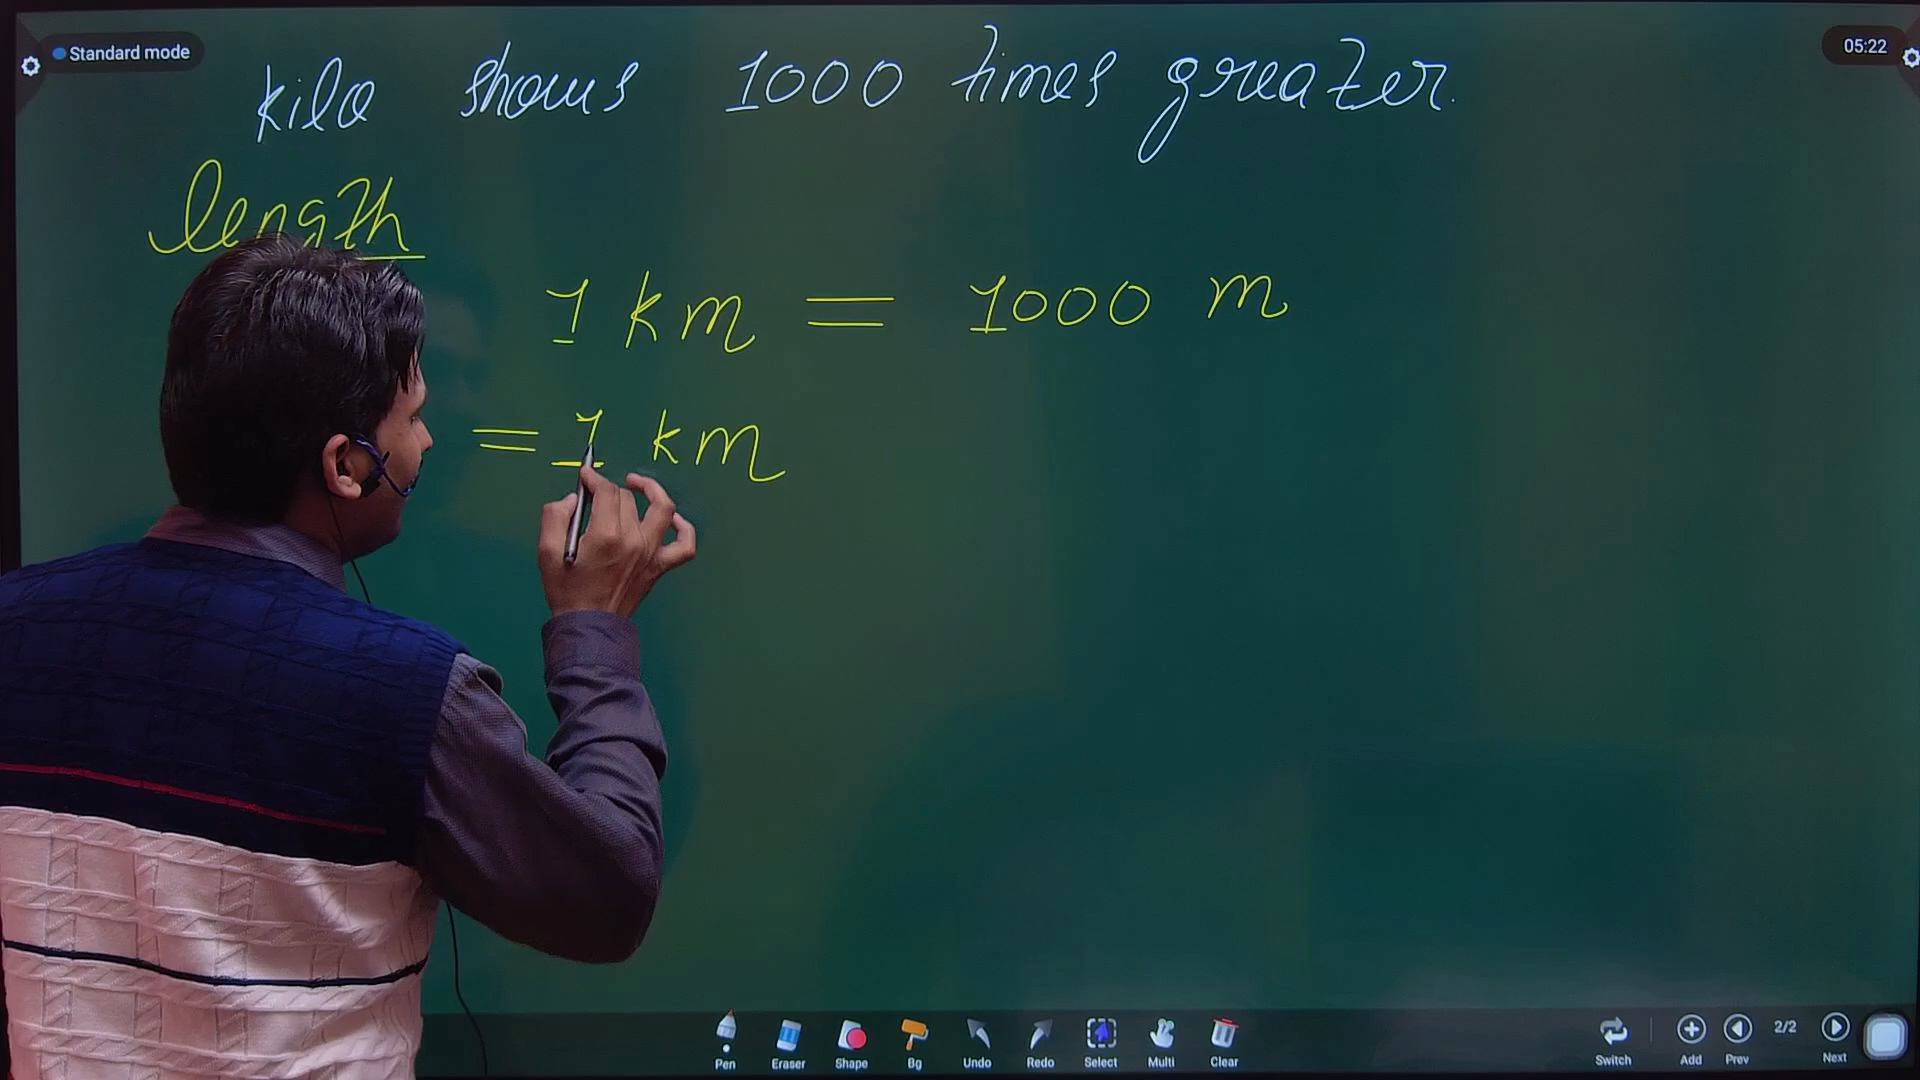 Standard mode
05:22
kilo shows 1000 times greater.
length
1 km = 1000 m
= 1 km
Pen Eraser Shape Bg Undo Redo Select Multi Clear Switch Add Prev 2/2 Next